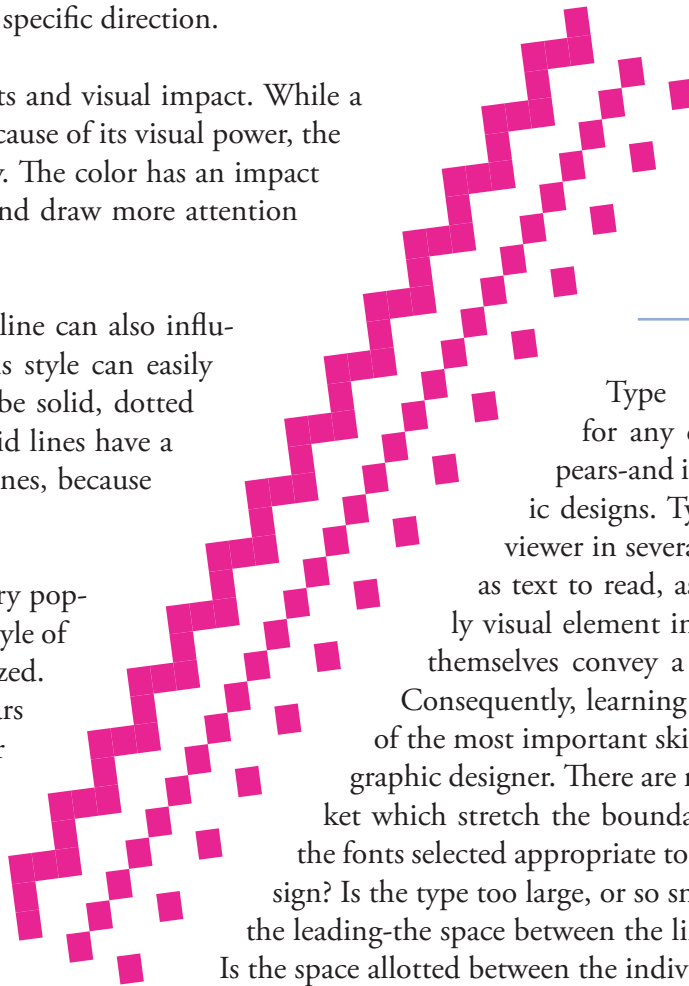 specific direction.
ts and visual impact. While a
cause of its visual power, the
y. The color has an impact
nd draw more attention
line can also influ-
s style can easily
be solid, dotted
id lines have a
nes, because
ry pop-
yle of
zed.
ars
r
Type
for any
pears-and i
ic designs. Ty
viewer in severa
as text to read, as
ly visual element in
themselves convey a
Consequently, learning
of the most important ski
graphic designer. There are
ket which stretch the bounda
the fonts selected appropriate to
sign? Is the type too large, or so sm
the leading-the space between the li
Is the space allotted between the indiv